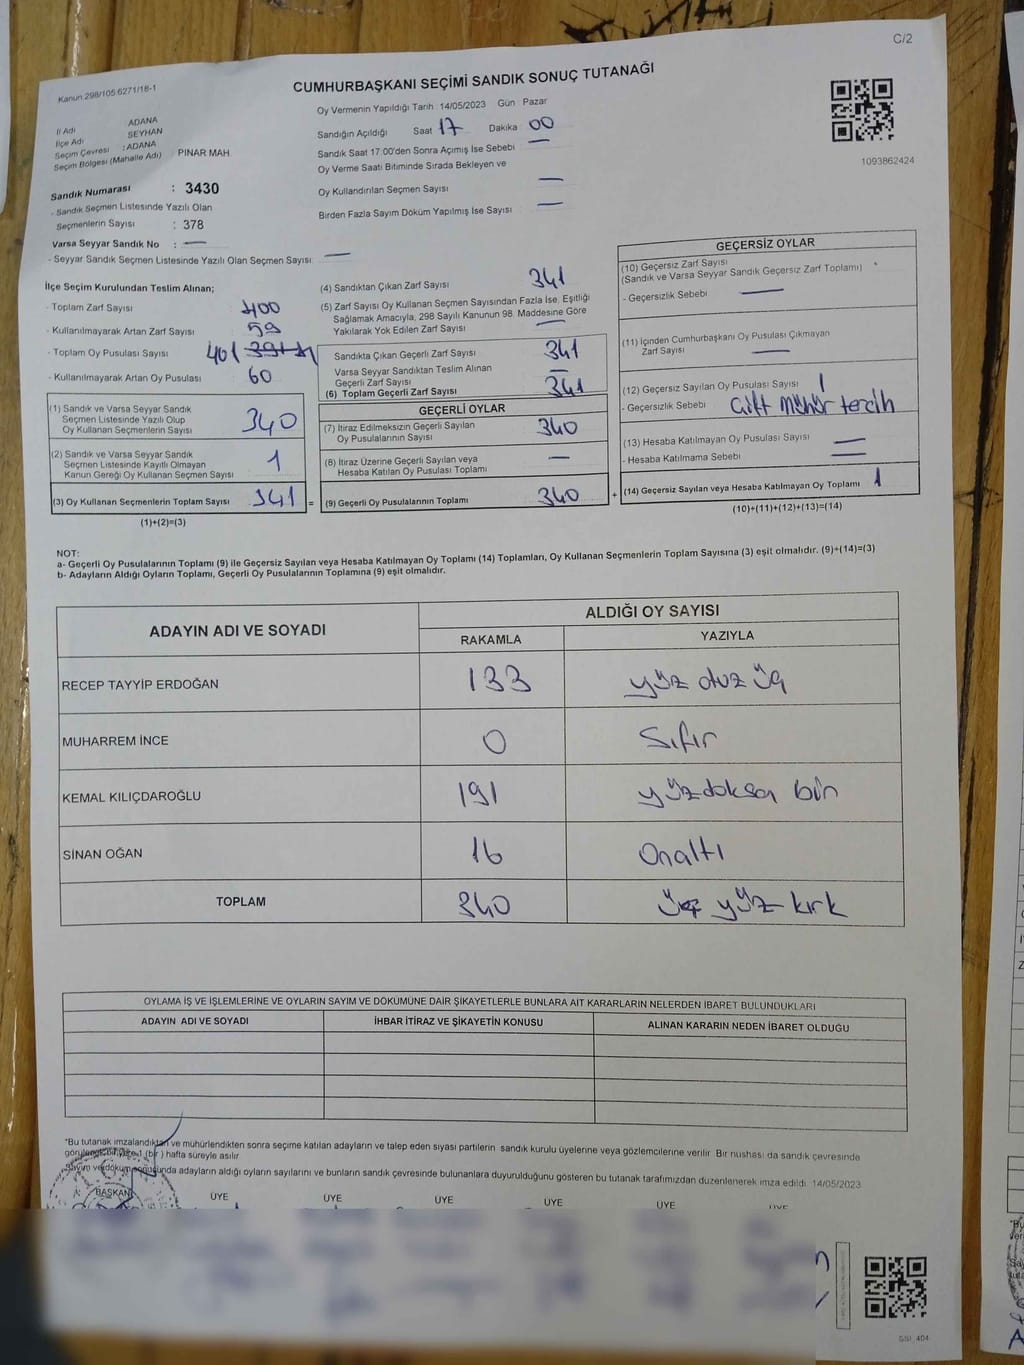 C/2
Kanun 298/105.6271/18-1
CUMHURBAŞKANI SEÇİMİ SANDIK SONUÇ TUTANAĞI
İl Adı ADANA
İlçe Adı SEYHAN
Seçim Çevresi : ADANA
Seçim Bölgesi (Mahalle Adı) PINAR MAH.
Sandık Numarası : 3430
- Sandık Seçmen Listesinde Yazılı Olan
Seçmenlerin Sayısı : 378
Varsa Seyyar Sandık No : —
- Seyyar Sandık Seçmen Listesinde Yazılı Olan Seçmen Sayısı: —
Oy Vermenin Yapıldığı Tarih 14/05/2023 Gün Pazar
Sandığın Açıldığı Saat 17 Dakika 00
Sandık Saat 17.00'den Sonra Açımış İse Sebebi —
Oy Verme Saati Bitiminde Sırada Bekleyen ve
Oy Kullandırılan Seçmen Sayısı —
Birden Fazla Sayım Döküm Yapılmış İse Sayısı —
1093862424
İlçe Seçim Kurulundan Teslim Alınan;
- Toplam Zarf Sayısı 400
- Kullanılmayarak Artan Zarf Sayısı 59
- Toplam Oy Pusulası Sayısı 401
- Kullanılmayarak Artan Oy Pusulası 60
(1) Sandık ve Varsa Seyyar Sandık
Seçmen Listesinde Yazılı Olup
Oy Kullanan Seçmenlerin Sayısı 340
(2) Sandık ve Varsa Seyyar Sandık
Seçmen Listesinde Kayıtlı Olmayan
Kanun Gereği Oy Kullanan Seçmen Sayısı 1
(3) Oy Kullanan Seçmenlerin Toplam Sayısı 341 =
(1)+(2)=(3)
(4) Sandıktan Çıkan Zarf Sayısı 341
(5) Zarf Sayısı Oy Kullanan Seçmen Sayısından Fazla İse, Eşitliği
Sağlamak Amacıyla, 298 Sayılı Kanunun 98. Maddesine Göre
Yakılarak Yok Edilen Zarf Sayısı —
Sandıkta Çıkan Geçerli Zarf Sayısı 341
Varsa Seyyar Sandıktan Teslim Alınan
Geçerli Zarf Sayısı —
(6) Toplam Geçerli Zarf Sayısı 341
GEÇERLİ OYLAR
(7) İtiraz Edilmeksizin Geçerli Sayılan
Oy Pusulalarının Sayısı 340
(8) İtiraz Üzerine Geçerli Sayılan veya
Hesaba Katılan Oy Pusulası Toplamı —
(9) Geçerli Oy Pusulalarının Toplamı 340 +
GEÇERSİZ OYLAR
(10) Geçersiz Zarf Sayısı
(Sandık ve Varsa Seyyar Sandık Geçersiz Zarf Toplamı)
- Geçersizlik Sebebi —
(11) İçinden Cumhurbaşkanı Oy Pusulası Çıkmayan
Zarf Sayısı —
(12) Geçersiz Sayılan Oy Pusulası Sayısı 1
- Geçersizlik Sebebi Çift mühür tercih
(13) Hesaba Katılmayan Oy Pusulası Sayısı —
- Hesaba Katılmama Sebebi —
(14) Geçersiz Sayılan veya Hesaba Katılmayan Oy Toplamı 1
(10)+(11)+(12)+(13)=(14)
NOT:
a- Geçerli Oy Pusulalarının Toplamı (9) ile Geçersiz Sayılan veya Hesaba Katılmayan Oy Toplamı (14) Toplamları, Oy Kullanan Seçmenlerin Toplam Sayısına (3) eşit olmalıdır. (9)+(14)=(3)
b- Adayların Aldığı Oyların Toplamı, Geçerli Oy Pusulalarının Toplamına (9) eşit olmalıdır.
ADAYIN ADI VE SOYADI
ALDIĞI OY SAYISI
RAKAMLA YAZIYLA
RECEP TAYYİP ERDOĞAN 133 yüz otuz üç
MUHARREM İNCE 0 Sıfır
KEMAL KILIÇDAROĞLU 191 yüzdoksa bin
SİNAN OĞAN 16 Onaltı
TOPLAM 340 üç yüz kırk
OYLAMA İŞ VE İŞLEMLERİNE VE OYLARIN SAYIM VE DÖKÜMÜNE DAİR ŞİKAYETLERLE BUNLARA AİT KARARLARIN NELERDEN İBARET BULUNDUKLARI
ADAYIN ADI VE SOYADI İHBAR İTİRAZ VE ŞİKAYETİN KONUSU ALINAN KARARIN NEDEN İBARET OLDUĞU
*Bu tutanak imzalandıktan ve mühürlendikten sonra seçime katılan adayların ve talep eden siyasi partilerin sandık kurulu üyelerine veya gözlemcilerine verilir. Bir nushası da sandık çevresinde
(bir) hafta süreyle asılır
adayların aldığı oyların sayılarını ve bunların sandık çevresinde bulunanlara duyurulduğunu gösteren bu tutanak tarafımızdan düzenlenerek imza edildi. 14/05/2023
BAŞKAN ÜYE ÜYE ÜYE ÜYE ÜYE ÜYE
SSİ_404